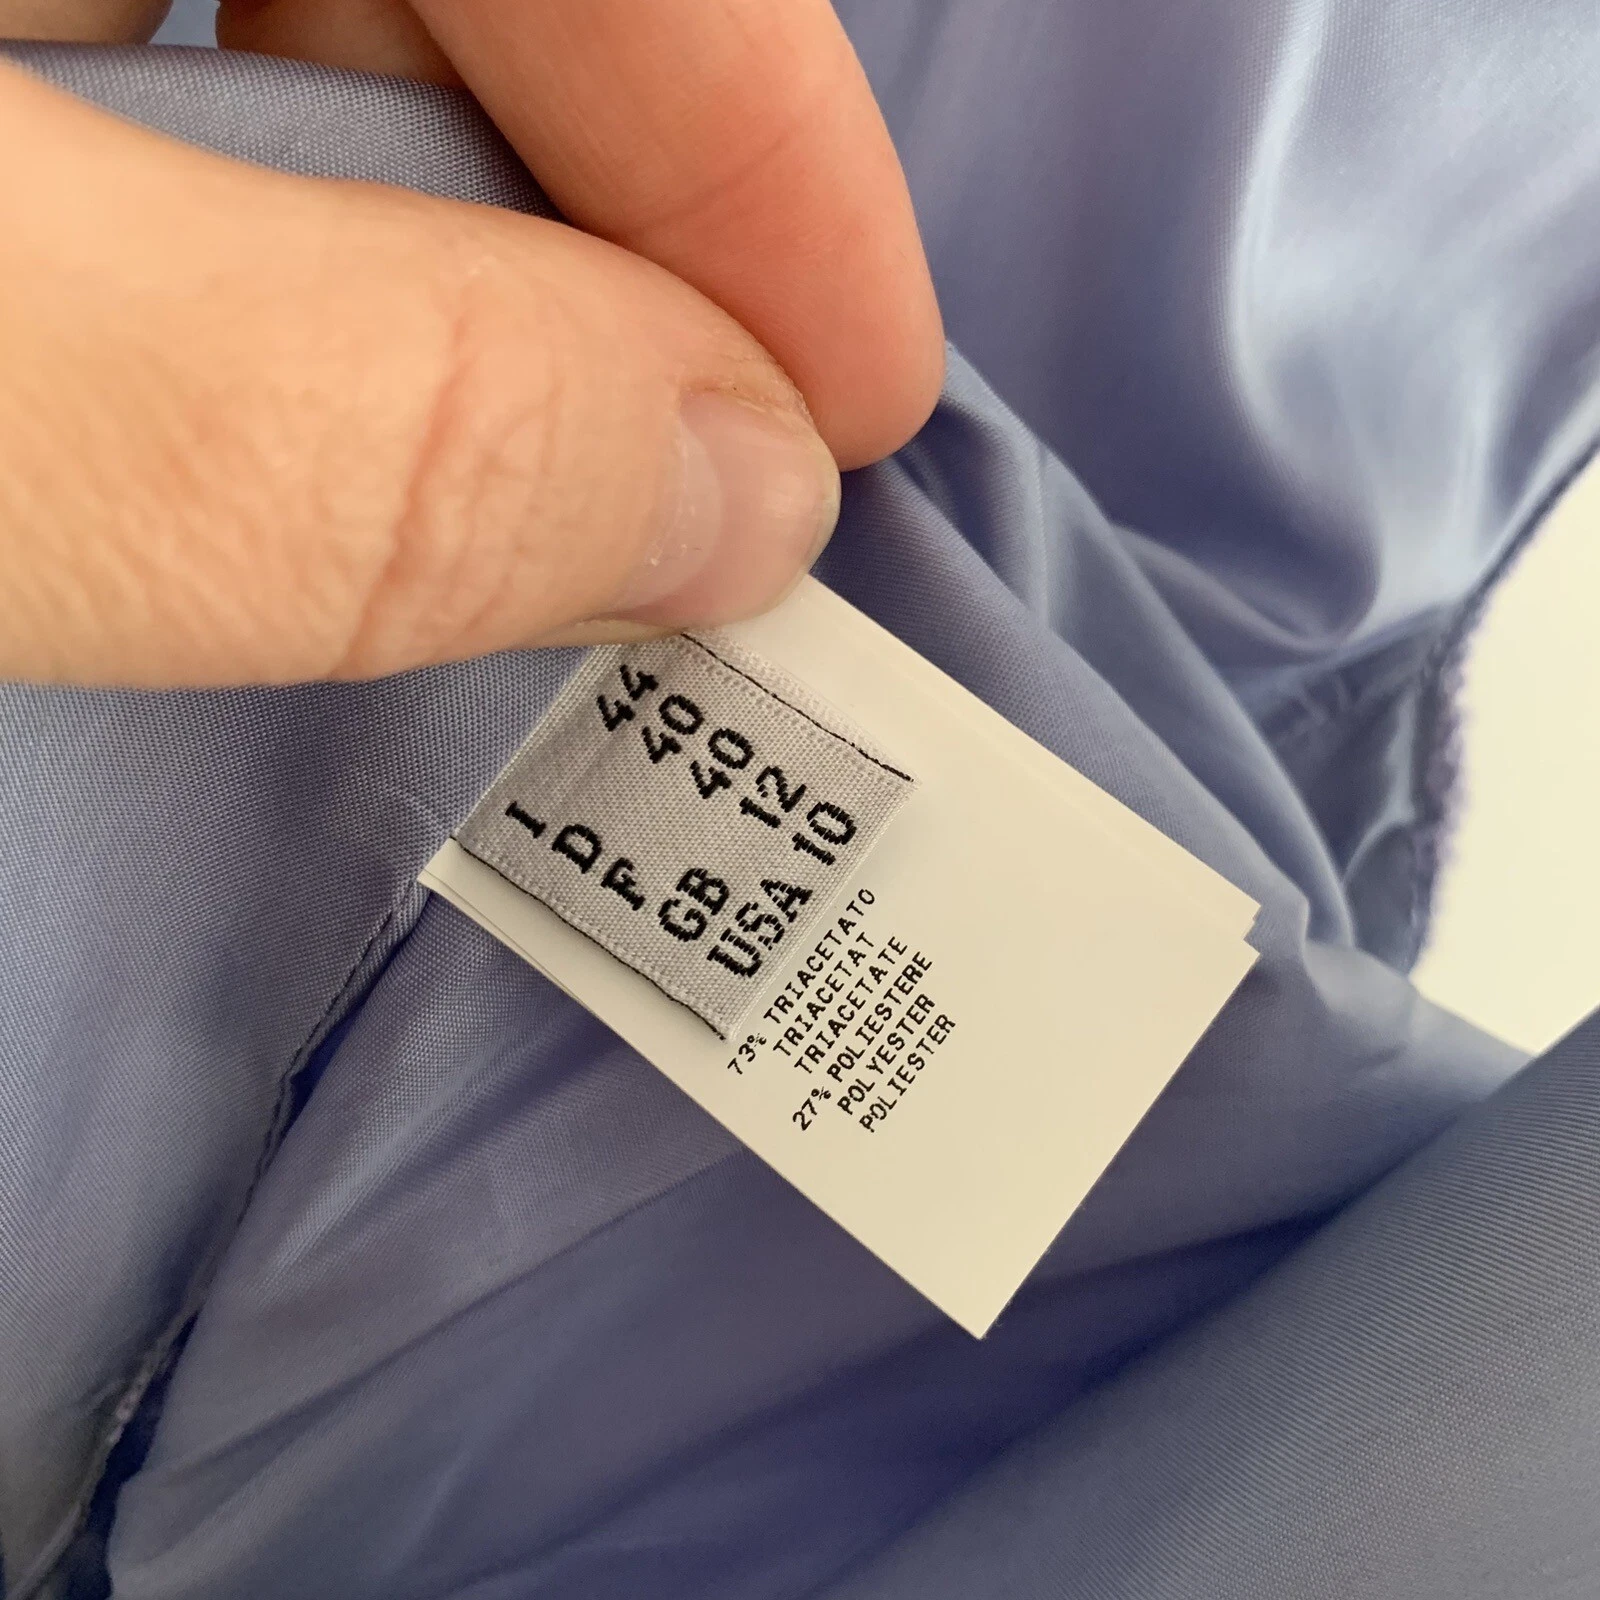 I 44
D 40
F 40
GB 12
USA 10
73% TRIACETATO
TRIACETAT
TRIACETATE
27% POLIESTERE
POLYESTER
POLIESTER